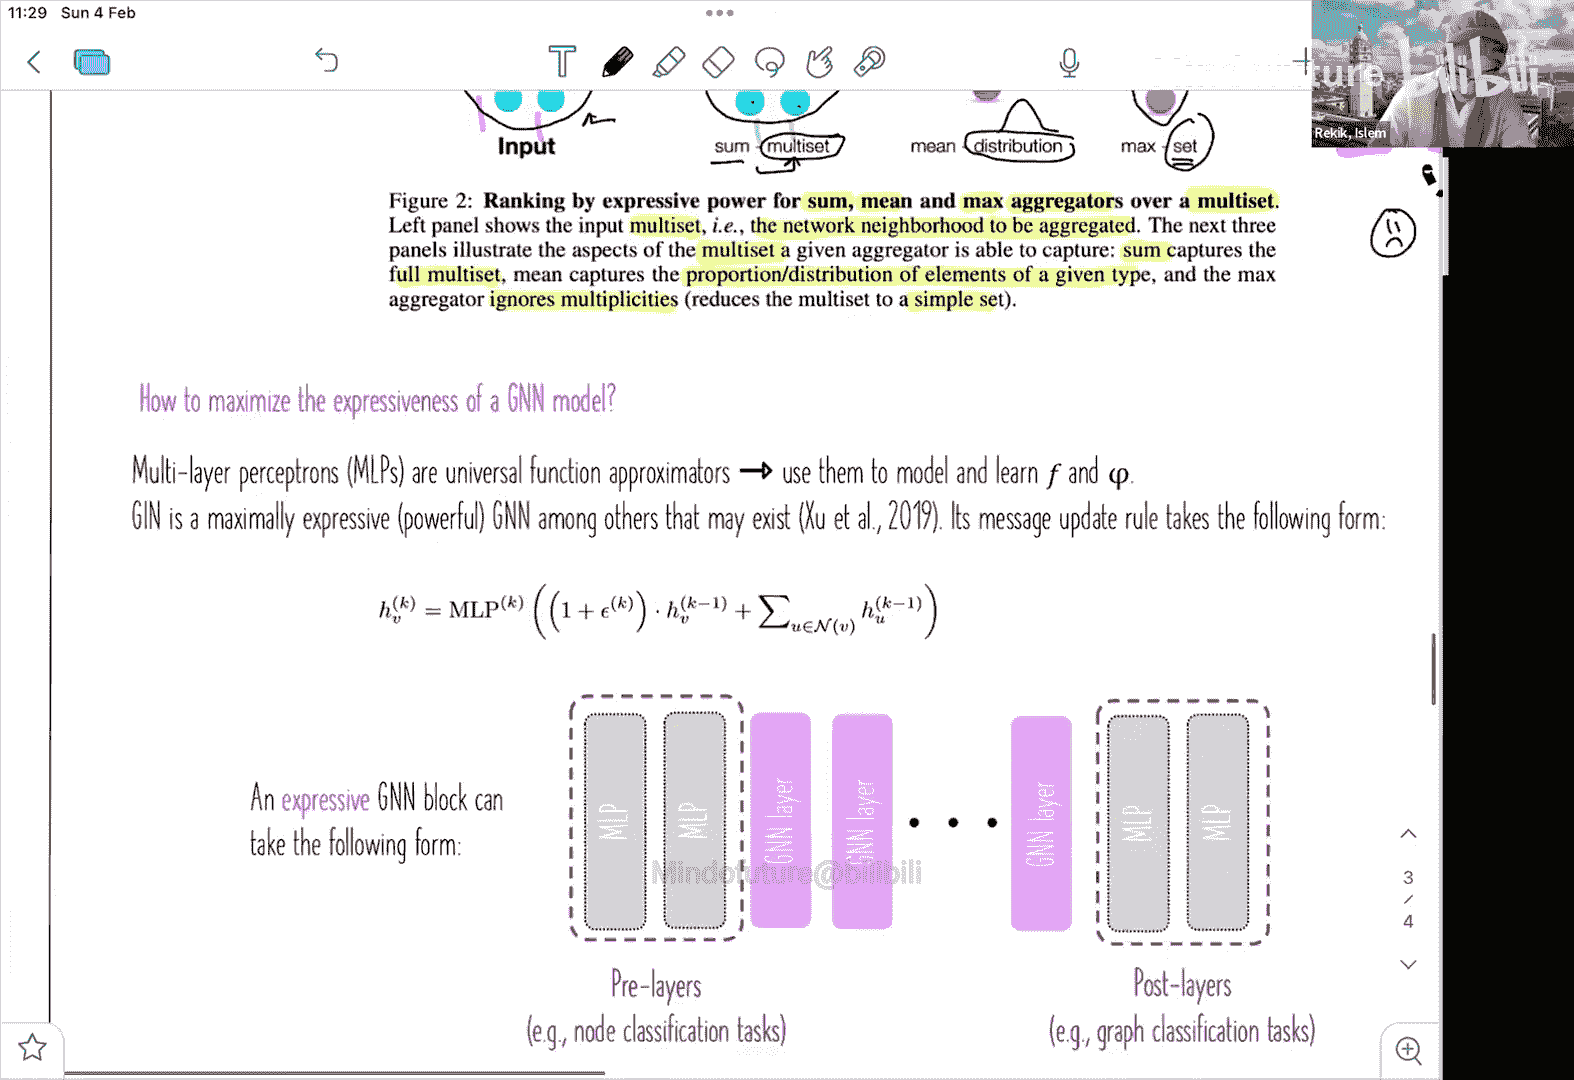 11:29 Sun 4 Feb
ture bilibili
Rekik, Islem
Input
sum - multiset
mean - distribution
max - set
Figure 2: Ranking by expressive power for sum, mean and max aggregators over a multiset.
Left panel shows the input multiset, i.e., the network neighborhood to be aggregated. The next three
panels illustrate the aspects of the multiset a given aggregator is able to capture: sum captures the
full multiset, mean captures the proportion/distribution of elements of a given type, and the max
aggregator ignores multiplicities (reduces the multiset to a simple set).
How to maximize the expressiveness of a GNN model?
Multi-layer perceptrons (MLPs) are universal function approximators → use them to model and learn f and φ.
GIN is a maximally expressive (powerful) GNN among others that may exist (Xu et al., 2019). Its message update rule takes the following form:
h_v^{(k)} = MLP^{(k)} ( ( 1 + ϵ^{(k)} ) · h_v^{(k−1)} + ∑_{u∈N(v)} h_u^{(k−1)} )
An expressive GNN block can
take the following form:
MLP
MLP
GNN layer
GNN layer
• • •
GNN layer
MLP
MLP
Mindofuture@bilibili
3
/
4
Pre-layers
(e.g., node classification tasks)
Post-layers
(e.g., graph classification tasks)